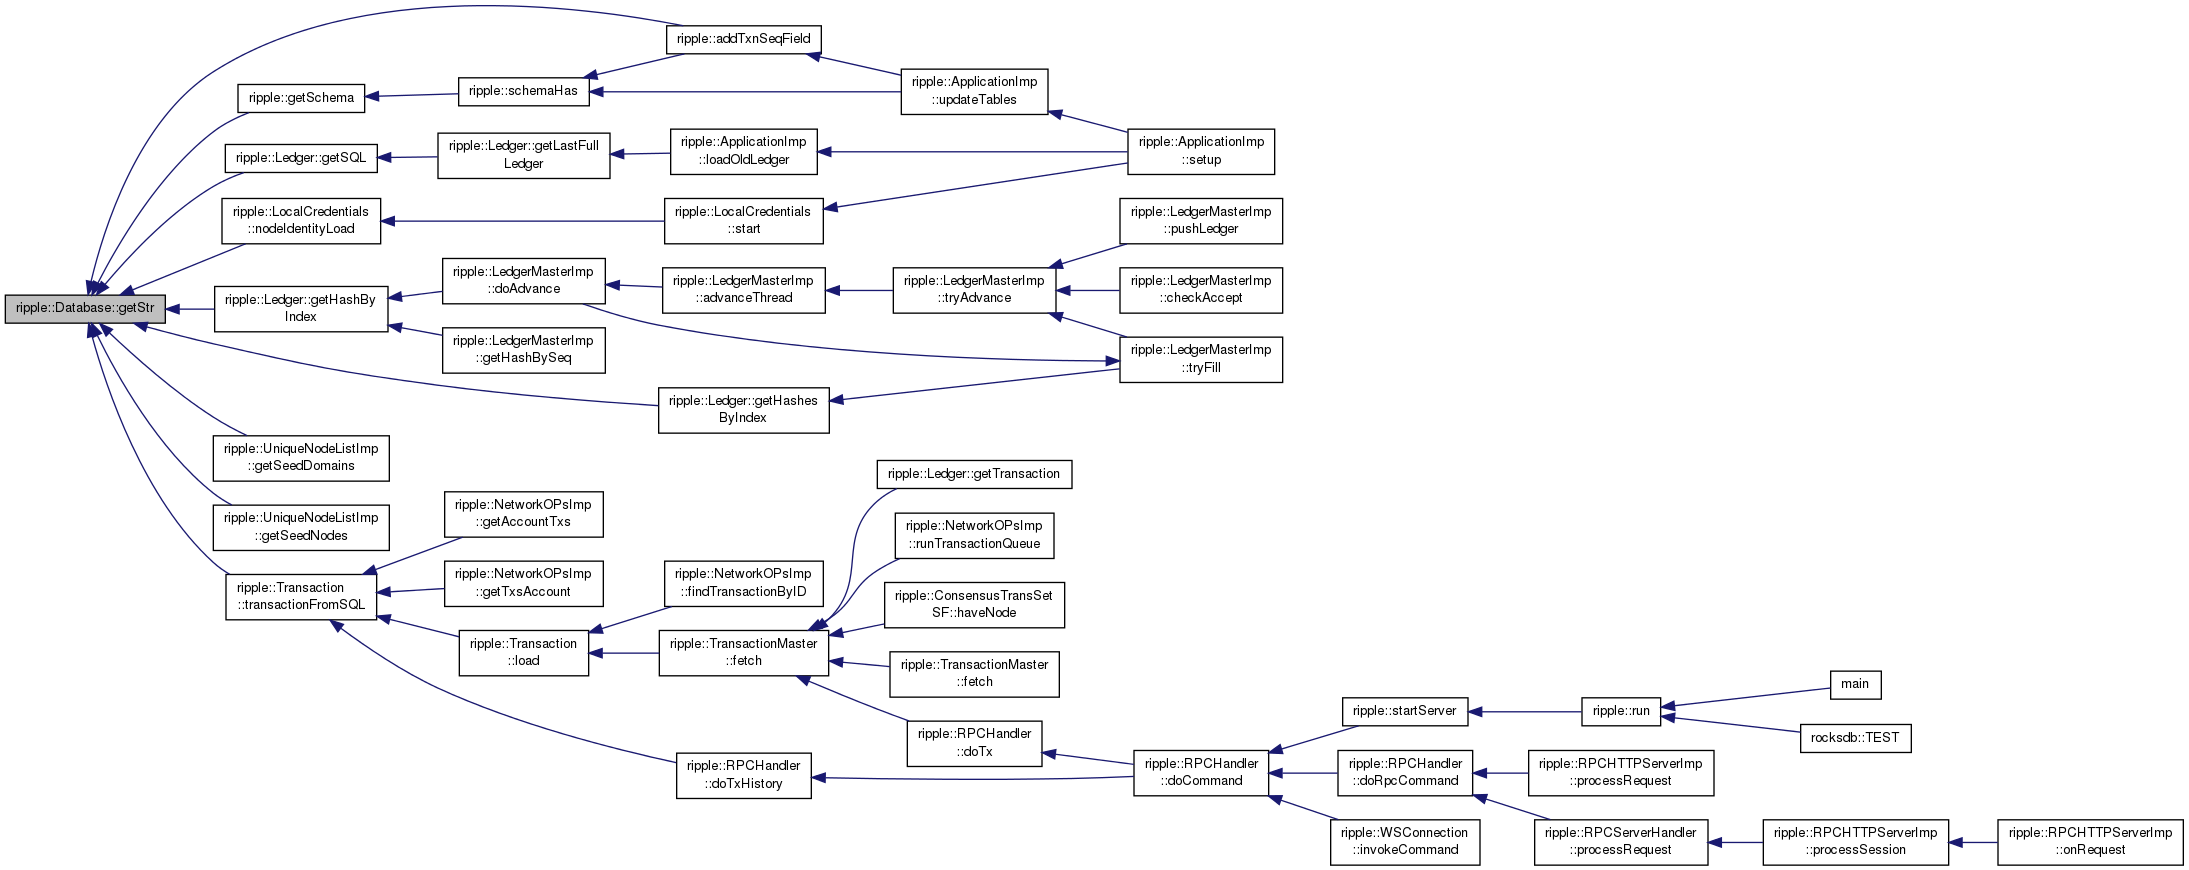 ripple::Database::getStr
ripple::addTxnSeqField
ripple::getSchema
ripple::schemaHas
ripple::ApplicationImp
::updateTables
ripple::Ledger::getSQL
ripple::Ledger::getLastFull
Ledger
ripple::ApplicationImp
::loadOldLedger
ripple::ApplicationImp
::setup
ripple::LocalCredentials
::nodeIdentityLoad
ripple::LocalCredentials
::start
ripple::LedgerMasterImp
::pushLedger
ripple::Ledger::getHashBy
Index
ripple::LedgerMasterImp
::doAdvance
ripple::LedgerMasterImp
::advanceThread
ripple::LedgerMasterImp
::tryAdvance
ripple::LedgerMasterImp
::checkAccept
ripple::LedgerMasterImp
::getHashBySeq
ripple::LedgerMasterImp
::tryFill
ripple::Ledger::getHashes
ByIndex
ripple::UniqueNodeListImp
::getSeedDomains
ripple::UniqueNodeListImp
::getSeedNodes
ripple::Transaction
::transactionFromSQL
ripple::NetworkOPsImp
::getAccountTxs
ripple::NetworkOPsImp
::getTxsAccount
ripple::Transaction
::load
ripple::NetworkOPsImp
::findTransactionByID
ripple::TransactionMaster
::fetch
ripple::Ledger::getTransaction
ripple::NetworkOPsImp
::runTransactionQueue
ripple::ConsensusTransSet
SF::haveNode
ripple::TransactionMaster
::fetch
ripple::RPCHandler
::doTx
ripple::RPCHandler
::doTxHistory
ripple::RPCHandler
::doCommand
ripple::startServer
ripple::run
main
rocksdb::TEST
ripple::RPCHandler
::doRpcCommand
ripple::RPCHTTPServerImp
::processRequest
ripple::WSConnection
::invokeCommand
ripple::RPCServerHandler
::processRequest
ripple::RPCHTTPServerImp
::processSession
ripple::RPCHTTPServerImp
::onRequest